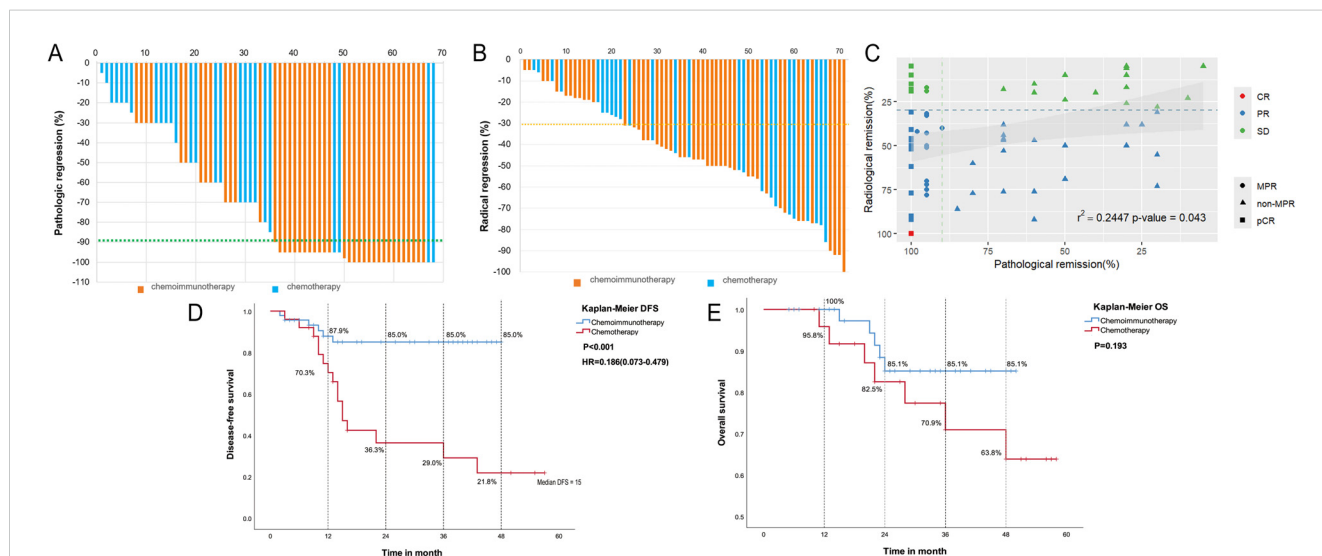 A
0 10 20 30 40 50 60 70
0
-10
-20
-30
-40
-50
-60
-70
-80
-90
-100
-110
Pathologic regression (%)
chemoimmunotherapy chemotherapy
B
0 10 20 30 40 50 60 70
0
-10
-20
-30
-40
-50
-60
-70
-80
-90
-100
Radical regression (%)
chemoimmunotherapy chemotherapy
C
25
50
75
100
Radiological remission(%)
r² = 0.2447 p-value = 0.043
100 75 50 25
Pathological remission(%)
CR
PR
SD
MPR
non-MPR
pCR
D
Kaplan-Meier DFS
Chemoimmunotherapy
Chemotherapy
P<0.001
HR=0.186(0.073-0.479)
1.0
0.8
0.6
0.4
0.2
0.0
Disease-free survival
87.9% 85.0% 85.0% 85.0%
70.3%
36.3%
29.0%
21.8%
Median DFS = 15
0 12 24 36 48 60
Time in month
E
Kaplan-Meier OS
Chemoimmunotherapy
Chemotherapy
P=0.193
1.0
0.9
0.8
0.7
0.6
0.5
Overall survival
100%
95.8%
85.1% 85.1% 85.1%
82.5%
70.9%
63.8%
0 12 24 36 48 60
Time in month